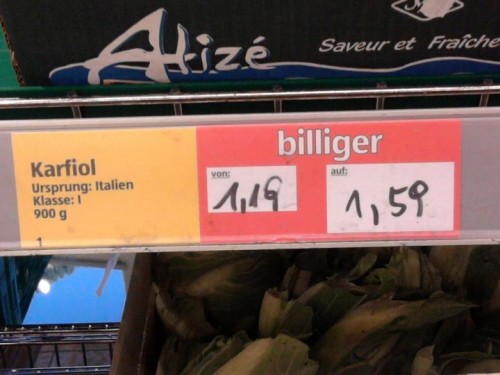 Alizé
Saveur et Fraîche
billiger
Karfiol
Ursprung: Italien
Klasse: I
900 g
1
von:
1,19
auf:
1,59